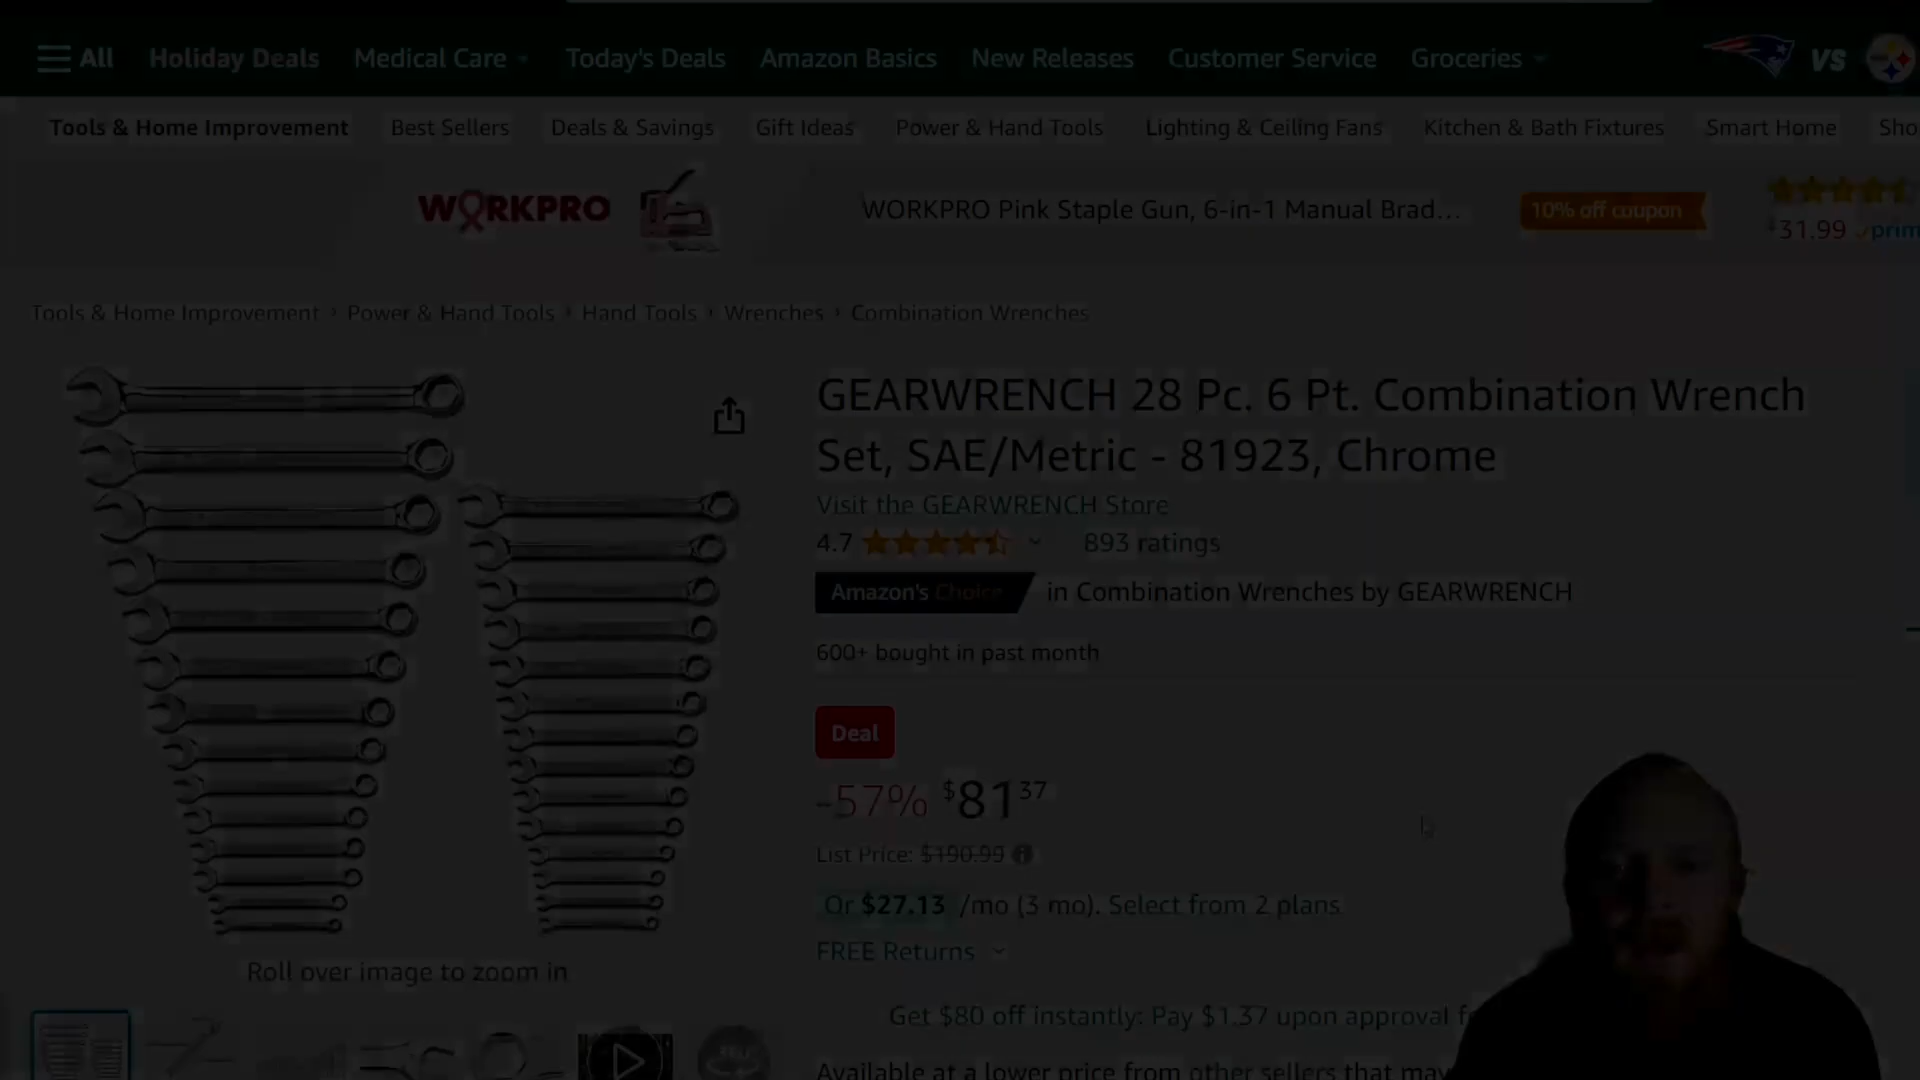 All Holiday Deals Medical Care Today's Deals Amazon Basics New Releases Customer Service Groceries VS
Tools & Home Improvement Best Sellers Deals & Savings Gift Ideas Power & Hand Tools Lighting & Ceiling Fans Kitchen & Bath Fixtures Smart Home Sho
WORKPRO WORKPRO Pink Staple Gun, 6-in-1 Manual Brad... 10% off coupon
$31.99 prim
Tools & Home Improvement › Power & Hand Tools › Hand Tools › Wrenches › Combination Wrenches
GEARWRENCH 28 Pc. 6 Pt. Combination Wrench
Set, SAE/Metric - 81923, Chrome
Visit the GEARWRENCH Store
4.7 893 ratings
Amazon's Choice in Combination Wrenches by GEARWRENCH
600+ bought in past month
Deal
-57% $81 37
List Price: $190.99
Or $27.13 /mo (3 mo). Select from 2 plans
FREE Returns
Roll over image to zoom in
Get $80 off instantly: Pay $1.37 upon approval f
Available at a lower price from other sellers that may